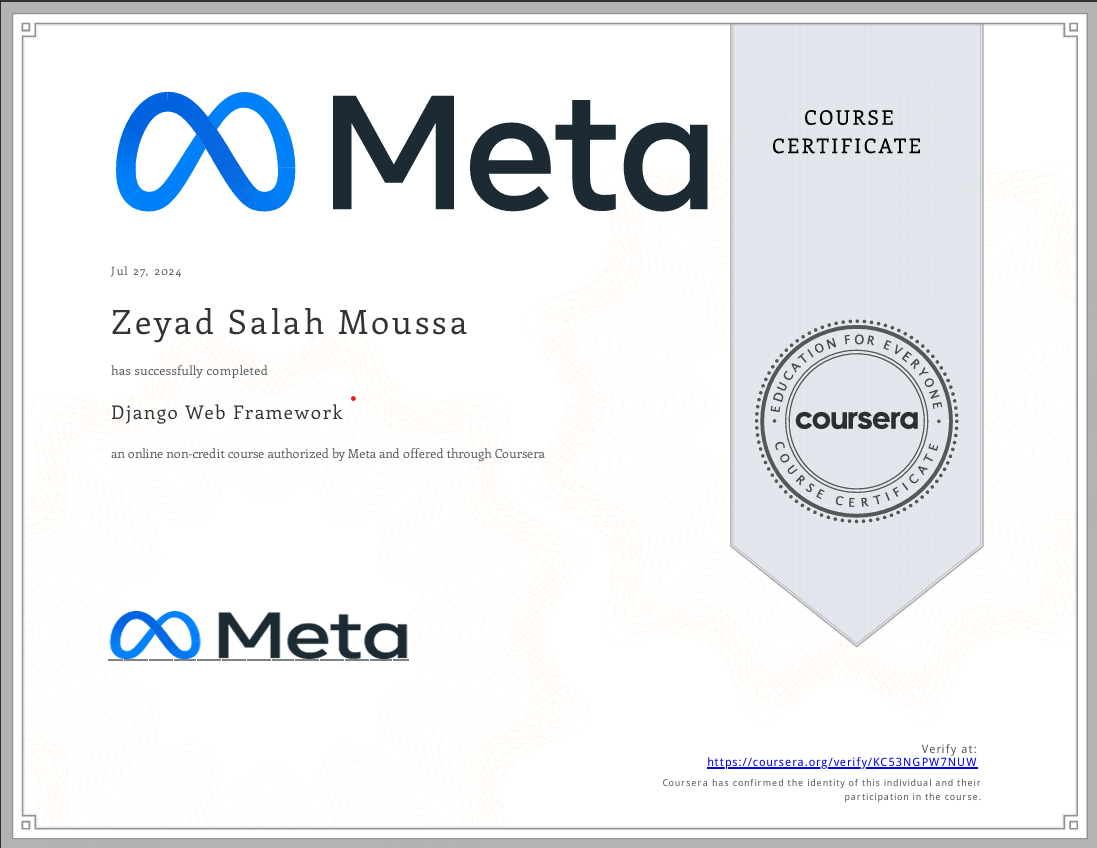 Meta
COURSE
CERTIFICATE
Jul 27, 2024
Zeyad Salah Moussa
has successfully completed
Django Web Framework
an online non-credit course authorized by Meta and offered through Coursera
EDUCATION FOR EVERYONE
coursera
COURSE CERTIFICATE
Meta
Verify at:
https://coursera.org/verify/KC53NGPW7NUW
Coursera has confirmed the identity of this individual and their
participation in the course.